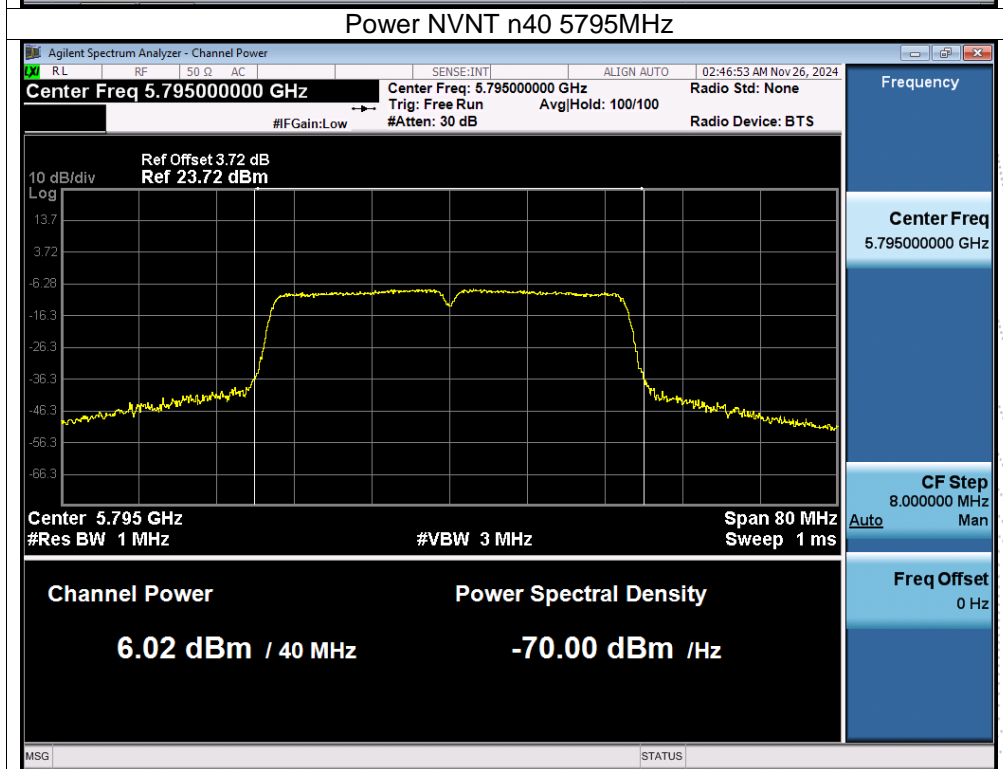 Power NVNT n40 5795MHz
Agilent Spectrum Analyzer - Channel Power
LXI RL RF 50 Ω AC SENSE:INT ALIGN AUTO 02:46:53 AM Nov 26, 2024
Center Freq 5.795000000 GHz Center Freq: 5.795000000 GHz Radio Std: None
Trig: Free Run Avg|Hold: 100/100
#IFGain:Low #Atten: 30 dB Radio Device: BTS
Ref Offset 3.72 dB
10 dB/div Ref 23.72 dBm
Log
13.7
3.72
-6.28
-16.3
-26.3
-36.3
-46.3
-56.3
-66.3
Center 5.795 GHz Span 80 MHz
#Res BW 1 MHz #VBW 3 MHz Sweep 1 ms
Channel Power Power Spectral Density
6.02 dBm / 40 MHz -70.00 dBm /Hz
MSG STATUS
Frequency
Center Freq
5.795000000 GHz
CF Step
8.000000 MHz
Auto Man
Freq Offset
0 Hz